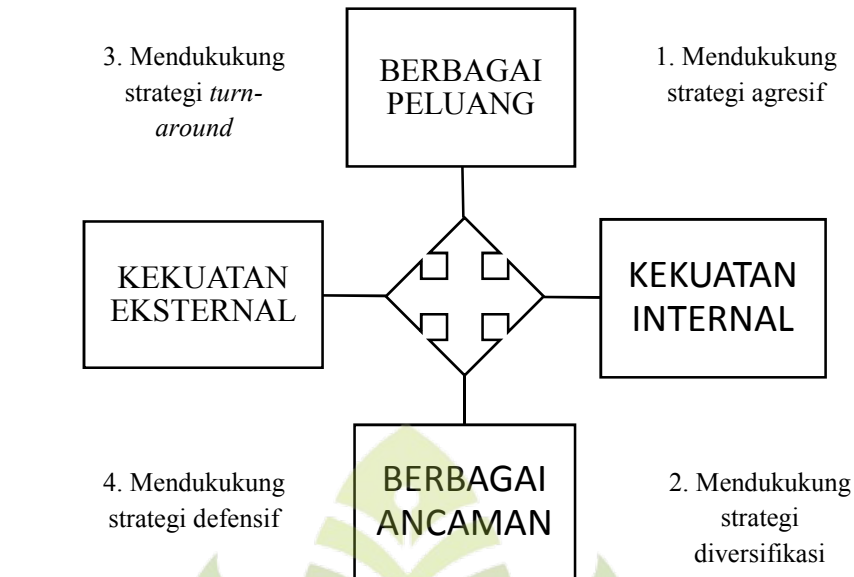 3. Mendukukung
strategi turn-
around
BERBAGAI
PELUANG
1. Mendukukung
strategi agresif
KEKUATAN
EKSTERNAL
KEKUATAN
INTERNAL
4. Mendukukung
strategi defensif
BERBAGAI
ANCAMAN
2. Mendukukung
strategi
diversifikasi